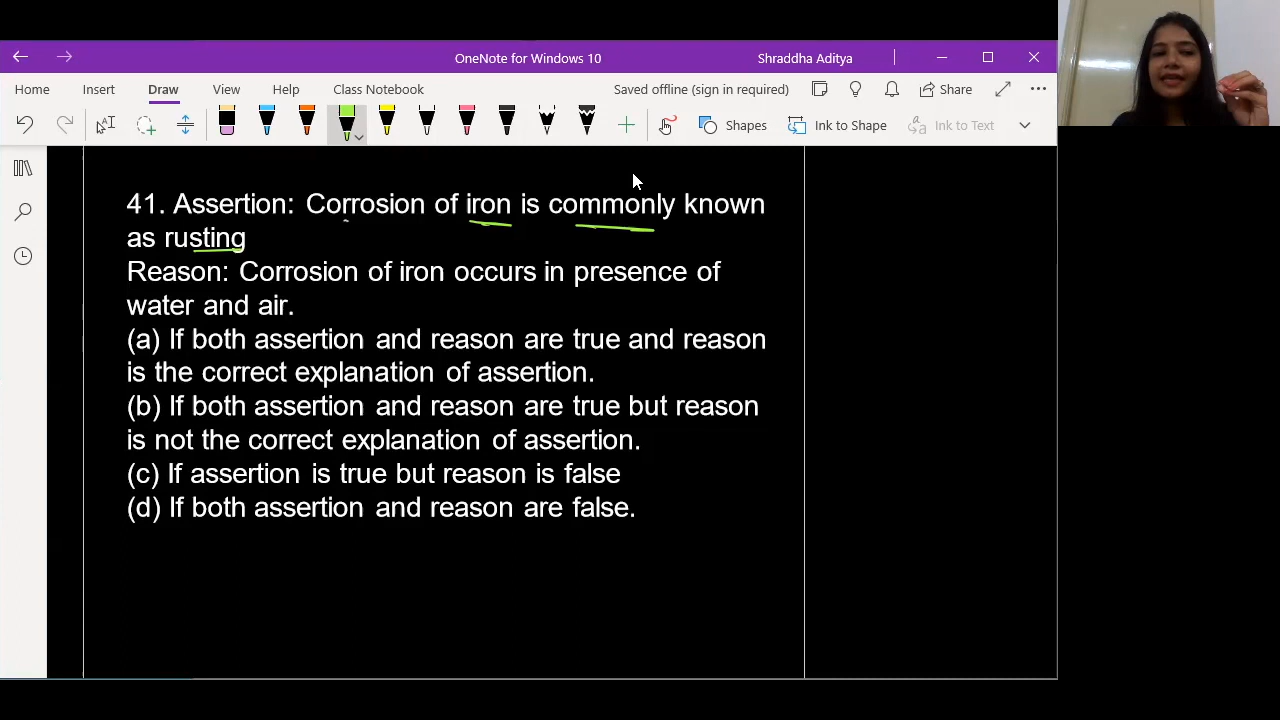 OneNote for Windows 10
Shraddha Aditya
Home Insert Draw View Help Class Notebook Saved offline (sign in required) Share
Shapes Ink to Shape Ink to Text
41. Assertion: Corrosion of iron is commonly known
as rusting
Reason: Corrosion of iron occurs in presence of
water and air.
(a) If both assertion and reason are true and reason
is the correct explanation of assertion.
(b) If both assertion and reason are true but reason
is not the correct explanation of assertion.
(c) If assertion is true but reason is false
(d) If both assertion and reason are false.